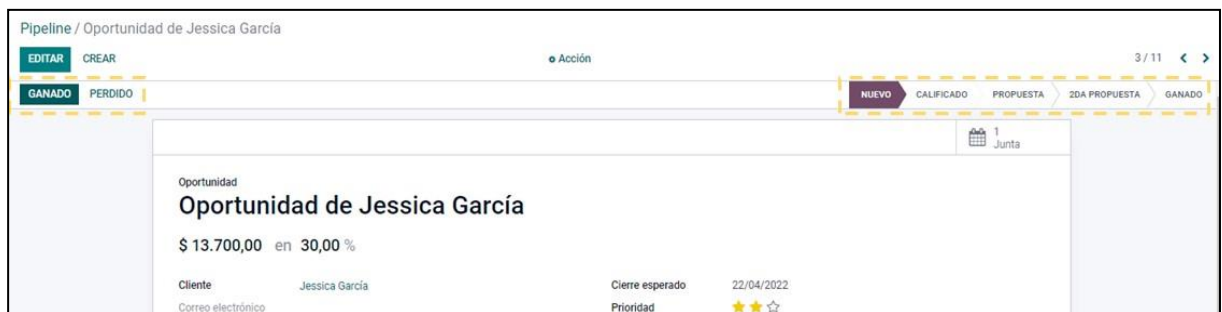 Pipeline / Oportunidad de Jessica García
EDITAR CREAR Acción 3 / 11
GANADO PERDIDO NUEVO CALIFICADO PROPUESTA 2DA PROPUESTA GANADO
1
Junta
Oportunidad
Oportunidad de Jessica García
$ 13.700,00 en 30,00 %
Cliente Jessica García Cierre esperado 22/04/2022
Correo electrónico Prioridad